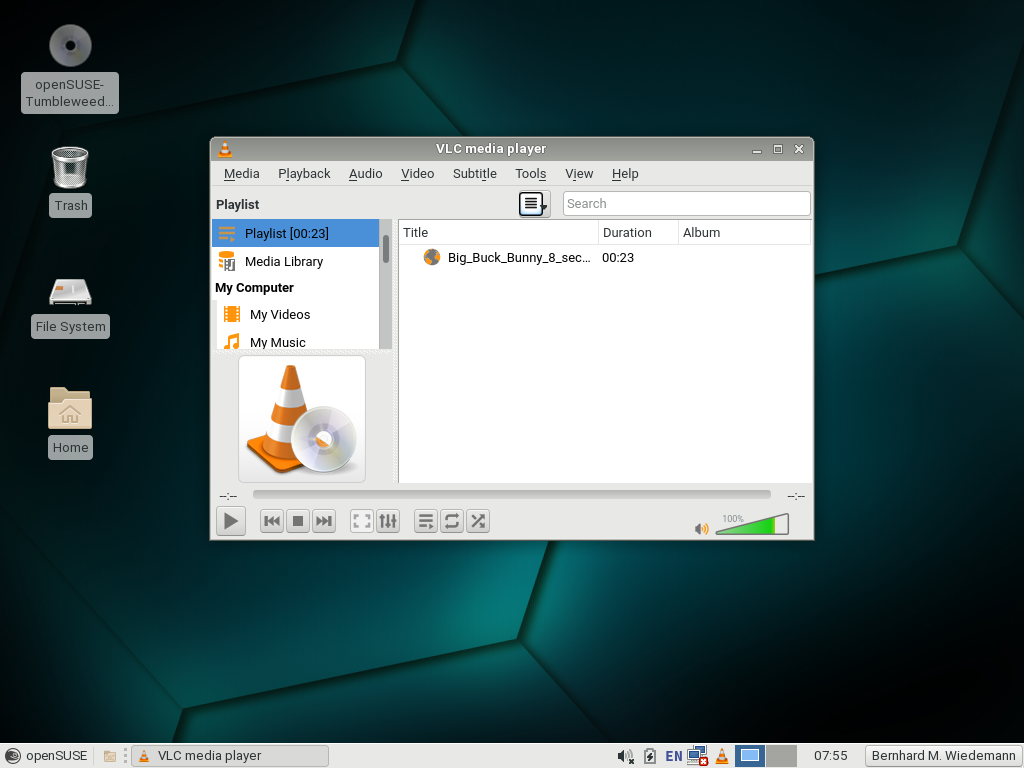 openSUSE-
Tumbleweed...
Trash
File System
Home
VLC media player
Media Playback Audio Video Subtitle Tools View Help
Playlist
Search
Playlist [00:23]
Media Library
My Computer
My Videos
My Music
Title Duration Album
Big_Buck_Bunny_8_sec... 00:23
--:-- --:--
100%
openSUSE VLC media player EN 07:55 Bernhard M. Wiedemann